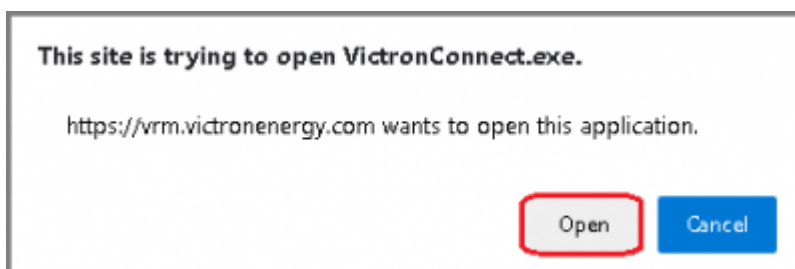 This site is trying to open VictronConnect.exe.
https://vrm.victronenergy.com wants to open this application.
Open Cancel